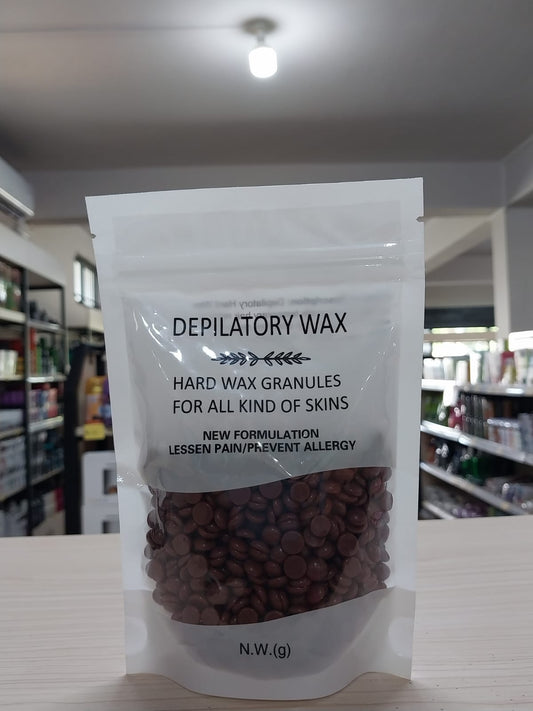 DEPILATORY WAX
HARD WAX GRANULES
FOR ALL KIND OF SKINS
NEW FORMULATION
LESSEN PAIN/PREVENT ALLERGY
N.W.(g)